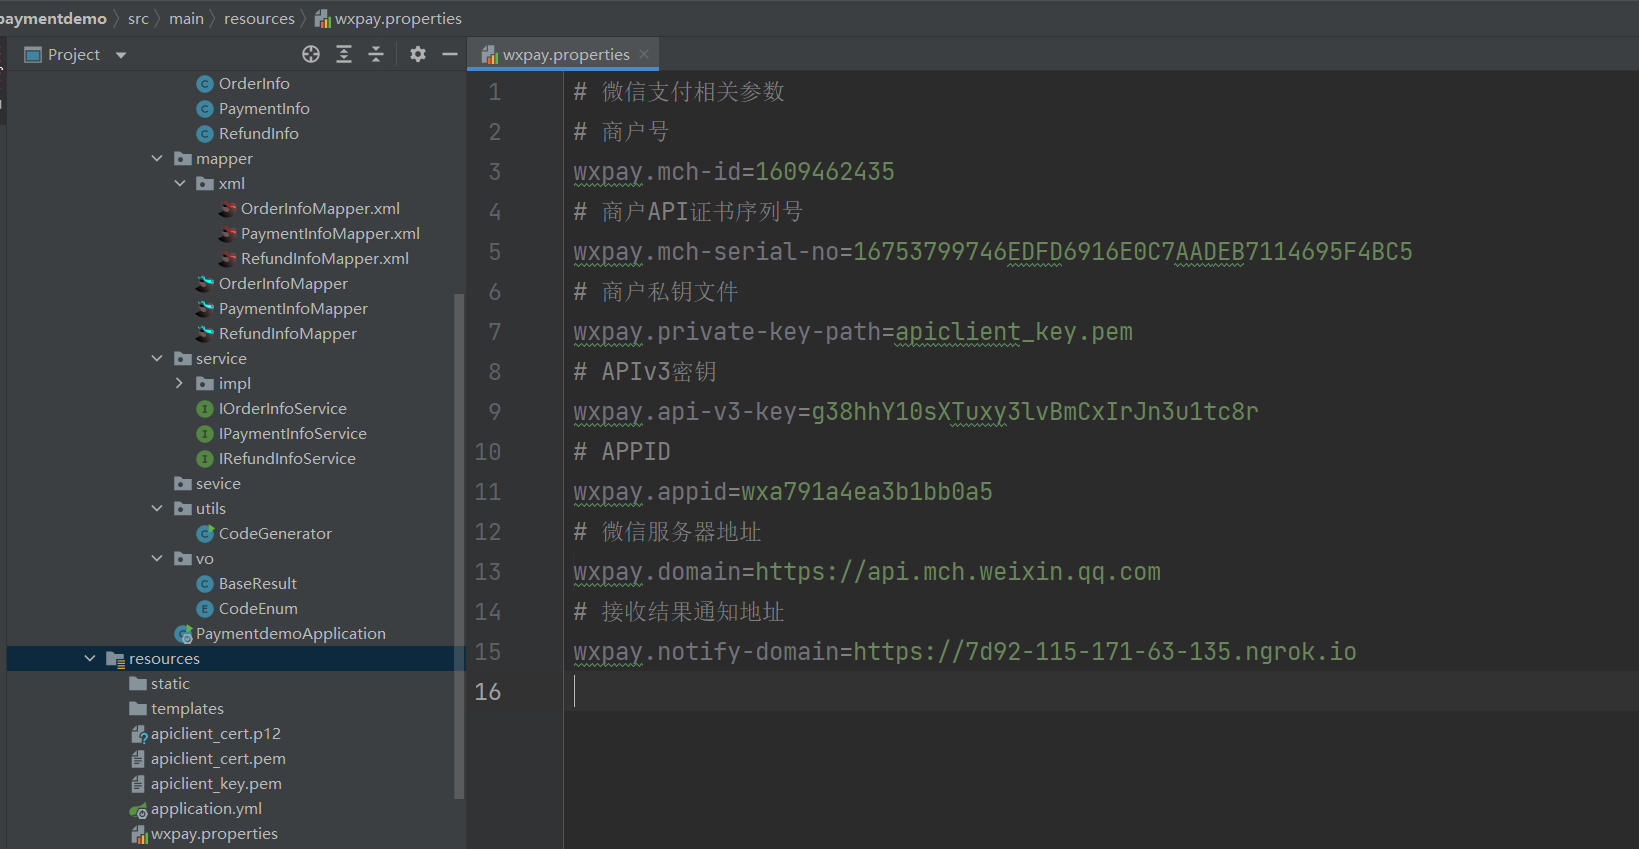 paymentdemo
src
main
resources
wxpay.properties
Project
wxpay.properties
OrderInfo
PaymentInfo
RefundInfo
mapper
xml
OrderInfoMapper.xml
PaymentInfoMapper.xml
RefundInfoMapper.xml
OrderInfoMapper
PaymentInfoMapper
RefundInfoMapper
service
impl
IOrderInfoService
IPaymentInfoService
IRefundInfoService
sevice
utils
CodeGenerator
vo
BaseResult
CodeEnum
PaymentdemoApplication
resources
static
templates
apiclient_cert.p12
apiclient_cert.pem
apiclient_key.pem
application.yml
wxpay.properties
1 # 微信支付相关参数
2 # 商户号
3 wxpay.mch-id=1609462435
4 # 商户API证书序列号
5 wxpay.mch-serial-no=16753799746EDFD6916E0C7AADEB7114695F4BC5
6 # 商户私钥文件
7 wxpay.private-key-path=apiclient_key.pem
8 # APIv3密钥
9 wxpay.api-v3-key=g38hhY10sXTuxy3lvBmCxIrJn3u1tc8r
10 # APPID
11 wxpay.appid=wxa791a4ea3b1bb0a5
12 # 微信服务器地址
13 wxpay.domain=https://api.mch.weixin.qq.com
14 # 接收结果通知地址
15 wxpay.notify-domain=https://7d92-115-171-63-135.ngrok.io
16